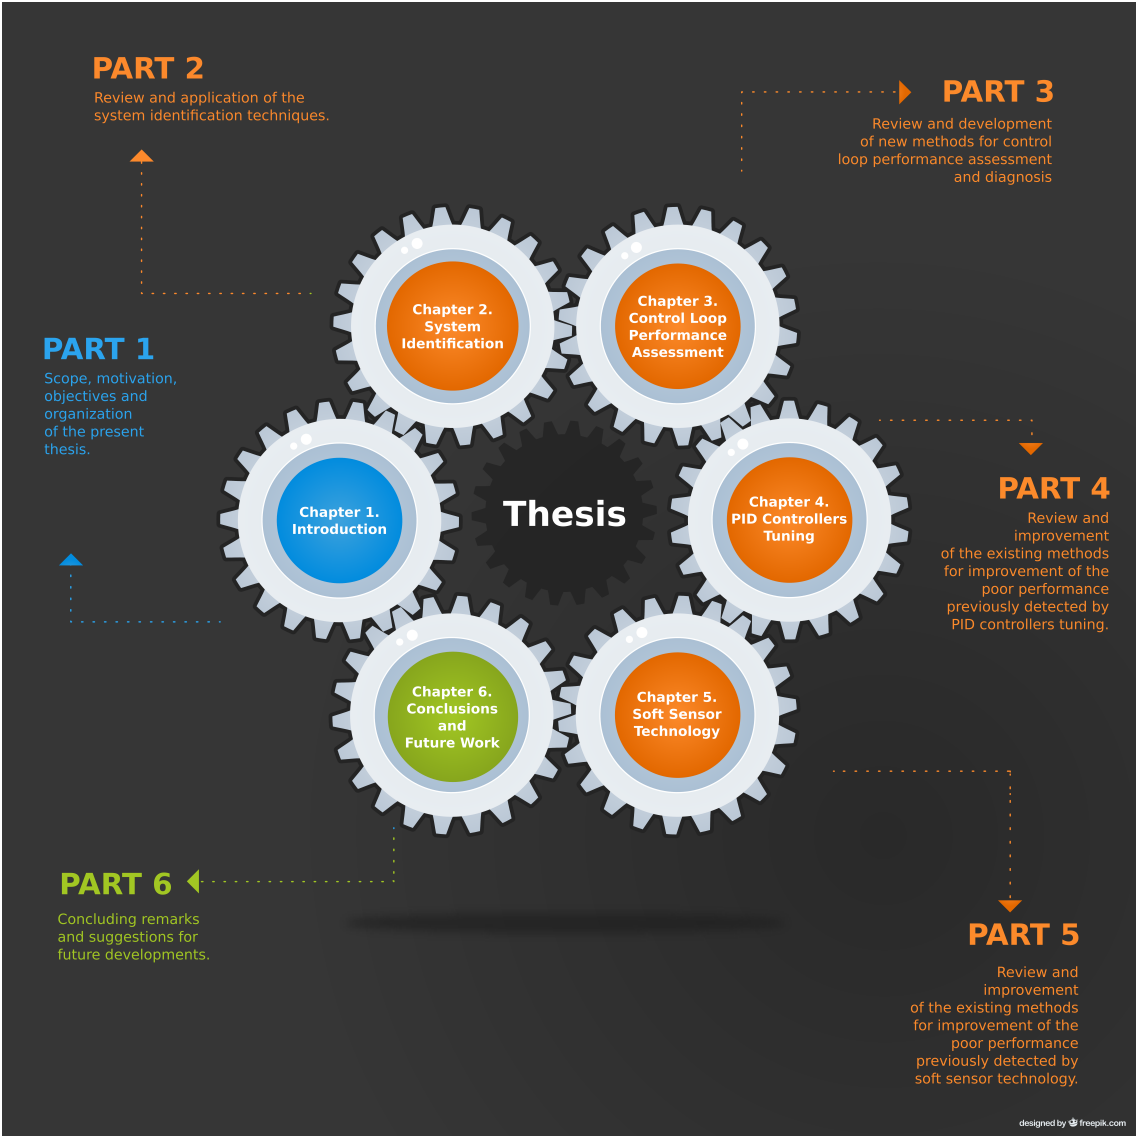 PART 2
Review and application of the
system identification techniques.
PART 3
Review and development
of new methods for control
loop performance assessment
and diagnosis
Chapter 2.
System
Identification
Chapter 3.
Control Loop
Performance
Assessment
PART 1
Scope, motivation,
objectives and
organization
of the present
thesis.
Chapter 1.
Introduction
Thesis
Chapter 4.
PID Controllers
Tuning
PART 4
Review and
improvement
of the existing methods
for improvement of the
poor performance
previously detected by
PID controllers tuning.
Chapter 6.
Conclusions
and
Future Work
Chapter 5.
Soft Sensor
Technology
PART 6
Concluding remarks
and suggestions for
future developments.
PART 5
Review and
improvement
of the existing methods
for improvement of the
poor performance
previously detected by
soft sensor technology.
designed by freepik.com